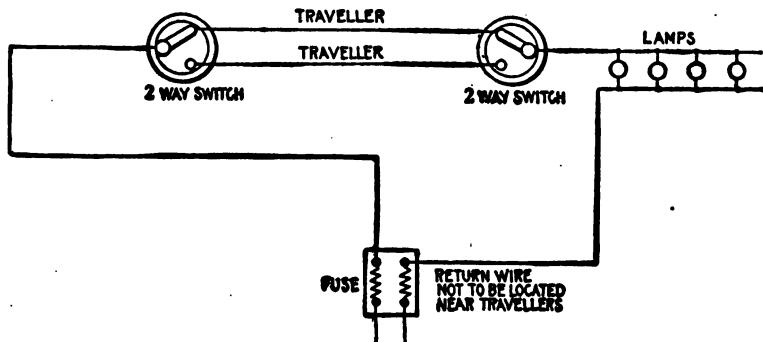 TRAVELLER
TRAVELLER
LAMPS
2 WAY SWITCH
2 WAY SWITCH
FUSE
RETURN WIRE
NOT TO BE LOCATED
NEAR TRAVELLERS